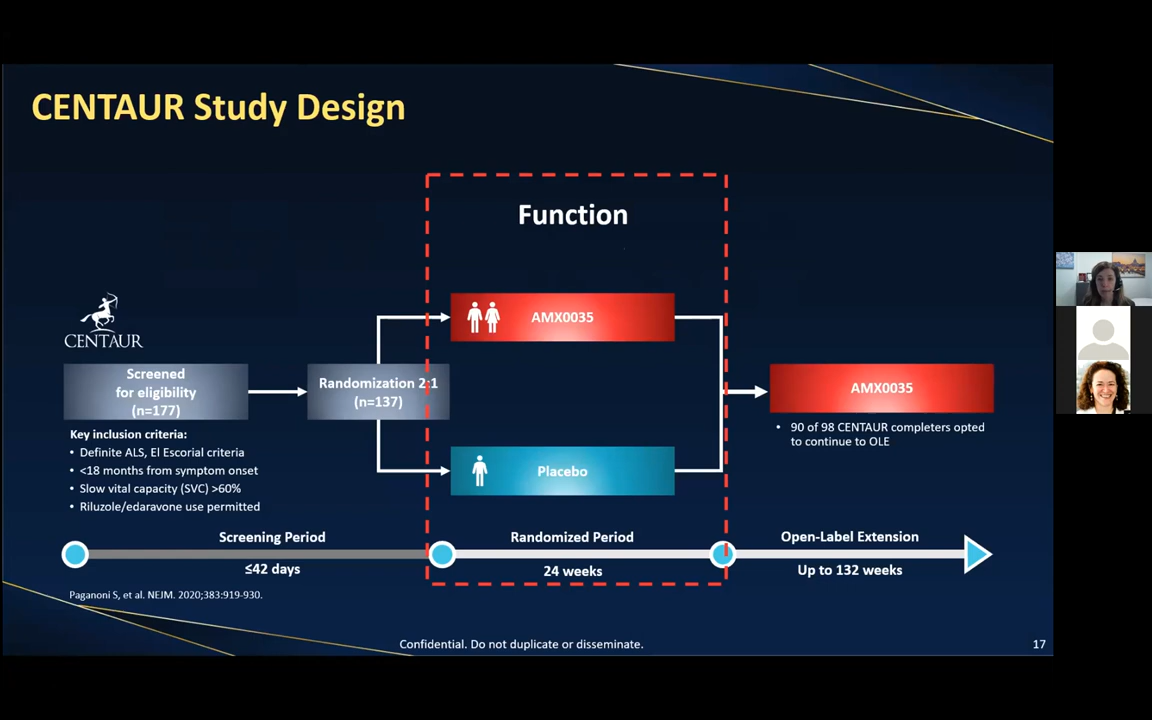 CENTAUR Study Design
Function
CENTAUR
Screened
for eligibility
(n=177)
Randomization 2:1
(n=137)
AMX0035
Placebo
AMX0035
• 90 of 98 CENTAUR completers opted
to continue to OLE
Key inclusion criteria:
• Definite ALS, El Escorial criteria
• <18 months from symptom onset
• Slow vital capacity (SVC) >60%
• Riluzole/edaravone use permitted
Screening Period
≤42 days
Randomized Period
24 weeks
Open-Label Extension
Up to 132 weeks
Paganoni S, et al. NEJM. 2020;383:919-930.
Confidential. Do not duplicate or disseminate.
17